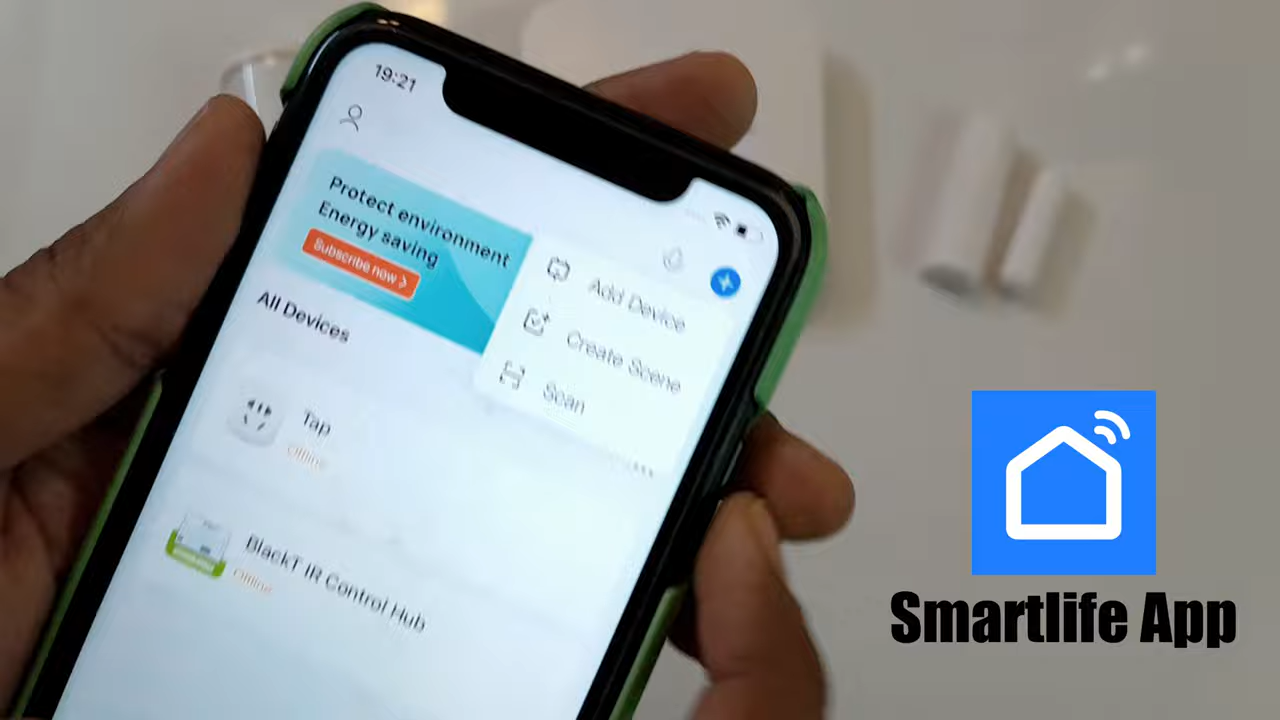 19:21
Protect environment
Energy saving
Subscribe now >
All Devices
Add Device
Create Scene
Scan
Tap
Offline
BlackT IR Control Hub
Offline
Smartlife App